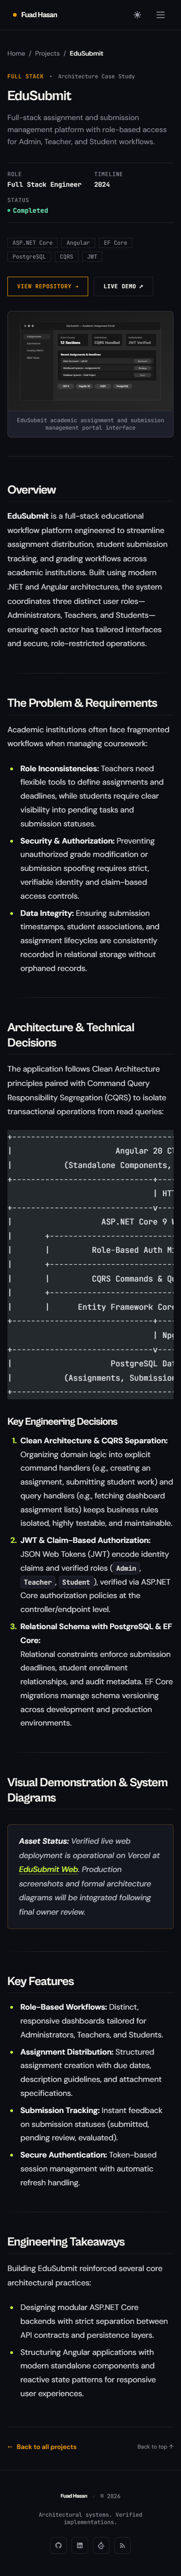 Fuad Hasan
Home / Projects / EduSubmit
FULL STACK • Architecture Case Study
EduSubmit
Full-stack assignment and submission
management platform with role-based access
for Admin, Teacher, and Student workflows.
ROLE
Full Stack Engineer
TIMELINE
2024
STATUS
Completed
ASP.NET Core
Angular
EF Core
PostgreSQL
CQRS
JWT
VIEW REPOSITORY →
LIVE DEMO ↗
12 Sections
EduSubmit academic assignment and submission
management portal interface
Overview
EduSubmit is a full-stack educational
workflow platform engineered to streamline
assignment distribution, student submission
tracking, and grading workflows across
academic institutions. Built using modern
.NET and Angular architectures, the system
coordinates three distinct user roles—
Administrators, Teachers, and Students—
ensuring each actor has tailored interfaces
and secure, role-restricted operations.
The Problem & Requirements
Academic institutions often face fragmented
workflows when managing coursework:
• Role Inconsistencies: Teachers need
flexible tools to define assignments and
deadlines, while students require clear
visibility into pending tasks and
submission statuses.
• Security & Authorization: Preventing
unauthorized grade modification or
submission spoofing requires strict,
verifiable identity and claim-based
access controls.
• Data Integrity: Ensuring submission
timestamps, student associations, and
assignment lifecycles are consistently
recorded in relational storage without
orphaned records.
Architecture & Technical
Decisions
The application follows Clean Architecture
principles paired with Command Query
Responsibility Segregation (CQRS) to isolate
transactional operations from read queries:
| Angular 20 Cl
| (Standalone Components,
| HT
| ASP.NET Core 9 W
| | Role-Based Auth Mi
| | CQRS Commands & Qu
| | Entity Framework Core
| Npg
| PostgreSQL Dat
| (Assignments, Submission
Key Engineering Decisions
1. Clean Architecture & CQRS Separation:
Organizing domain logic into explicit
command handlers (e.g., creating an
assignment, submitting student work) and
query handlers (e.g., fetching dashboard
assignment lists) keeps business rules
isolated, highly testable, and maintainable.
2. JWT & Claim-Based Authorization:
JSON Web Tokens (JWT) encode identity
claims and verified roles ( Admin ,
Teacher , Student ), verified via ASP.NET
Core authorization policies at the
controller/endpoint level.
3. Relational Schema with PostgreSQL & EF
Core:
Relational constraints enforce submission
deadlines, student enrollment
relationships, and audit metadata. EF Core
migrations manage schema versioning
across development and production
environments.
Visual Demonstration & System
Diagrams
Asset Status: Verified live web
deployment is operational on Vercel at
EduSubmit Web. Production
screenshots and formal architecture
diagrams will be integrated following
final owner review.
Key Features
• Role-Based Workflows: Distinct,
responsive dashboards tailored for
Administrators, Teachers, and Students.
• Assignment Distribution: Structured
assignment creation with due dates,
description guidelines, and attachment
specifications.
• Submission Tracking: Instant feedback
on submission statuses (submitted,
pending review, evaluated).
• Secure Authentication: Token-based
session management with automatic
refresh handling.
Engineering Takeaways
Building EduSubmit reinforced several core
architectural practices:
• Designing modular ASP.NET Core
backends with strict separation between
API contracts and persistence layers.
• Structuring Angular applications with
modern standalone components and
reactive state patterns for responsive
user experiences.
← Back to all projects
Back to top ↑
Fuad Hasan © 2026
Architectural systems. Verified
implementations.